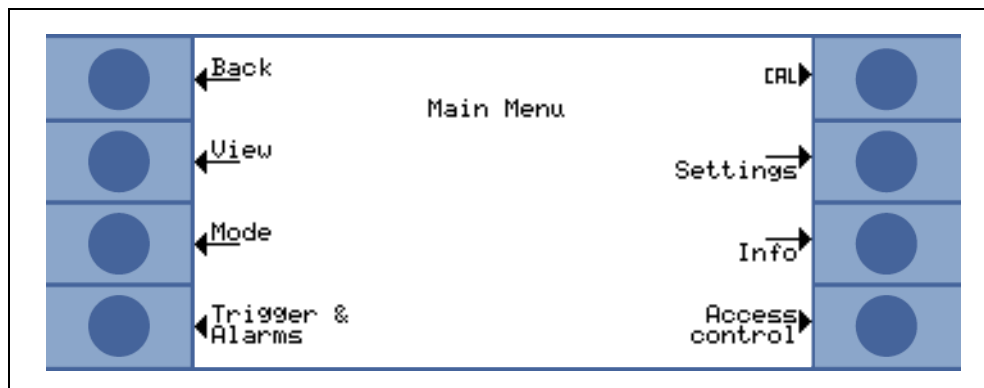 Back
CAL
Main Menu
View
Settings
Mode
Info
Trigger &
Alarms
Access
control